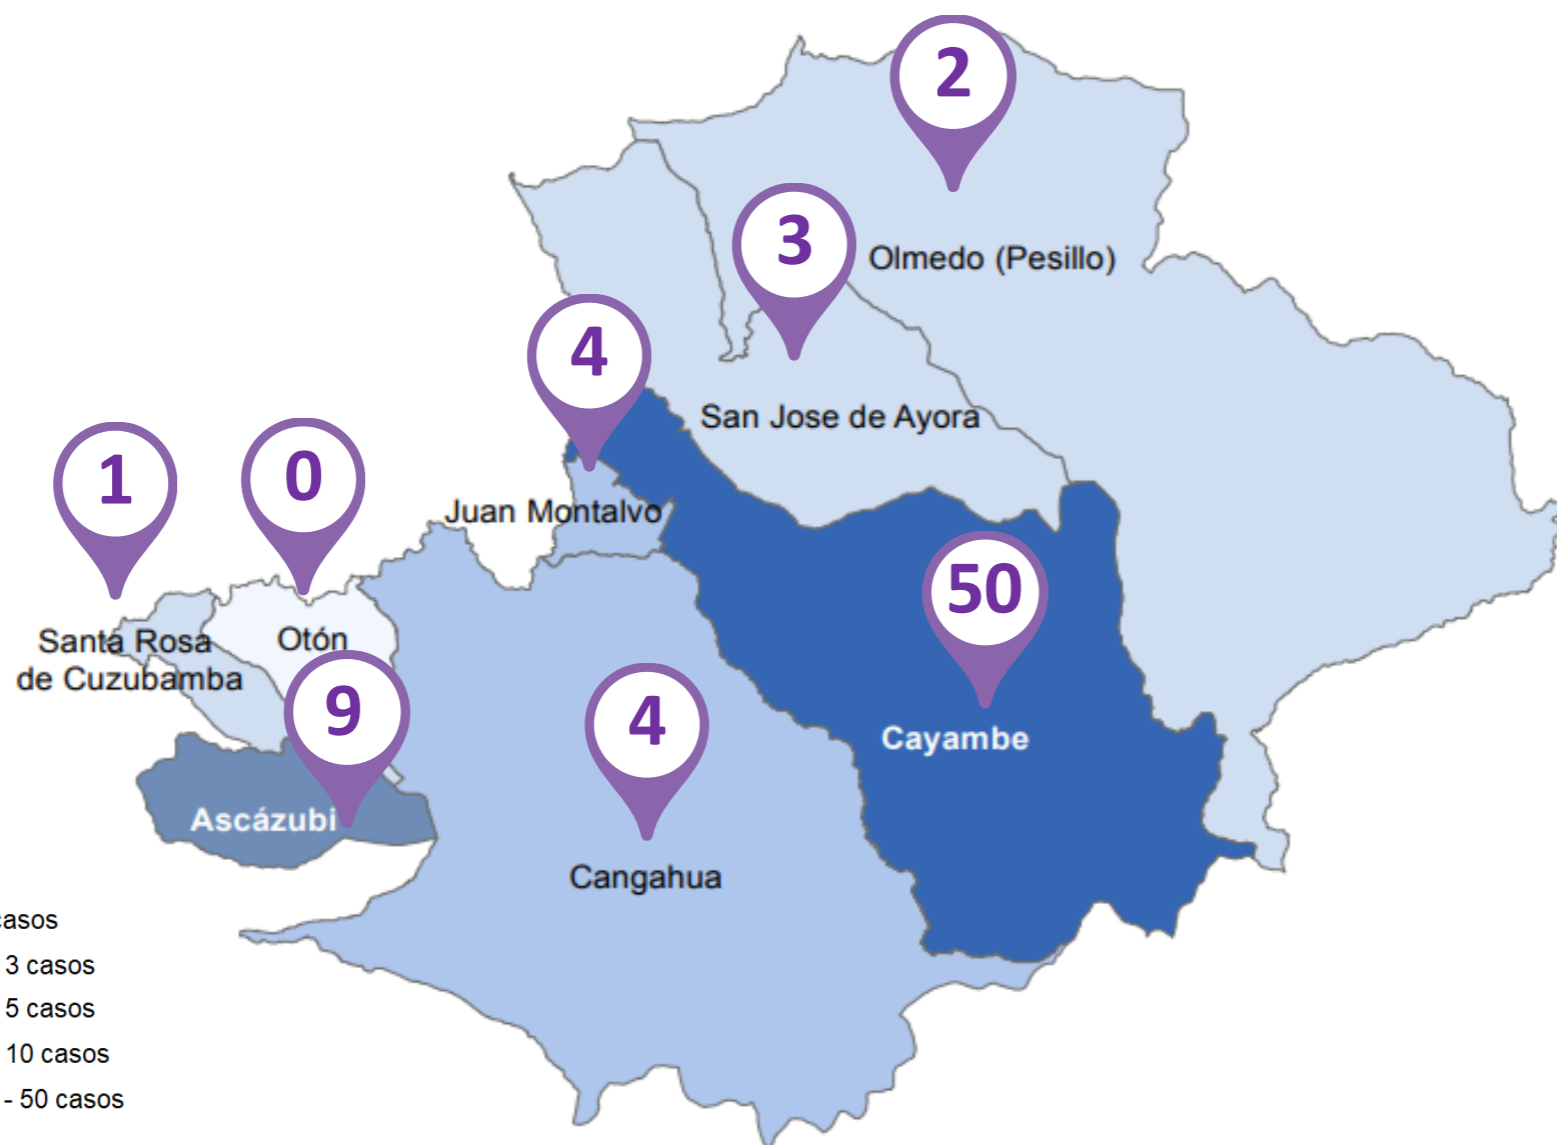 2
3
Olmedo (Pesillo)
4
San Jose de Ayora
1
0
Juan Montalvo
50
Santa Rosa
de Cuzubamba
Otón
9
4
Cayambe
Ascázubi
Cangahua
casos
3 casos
5 casos
10 casos
- 50 casos